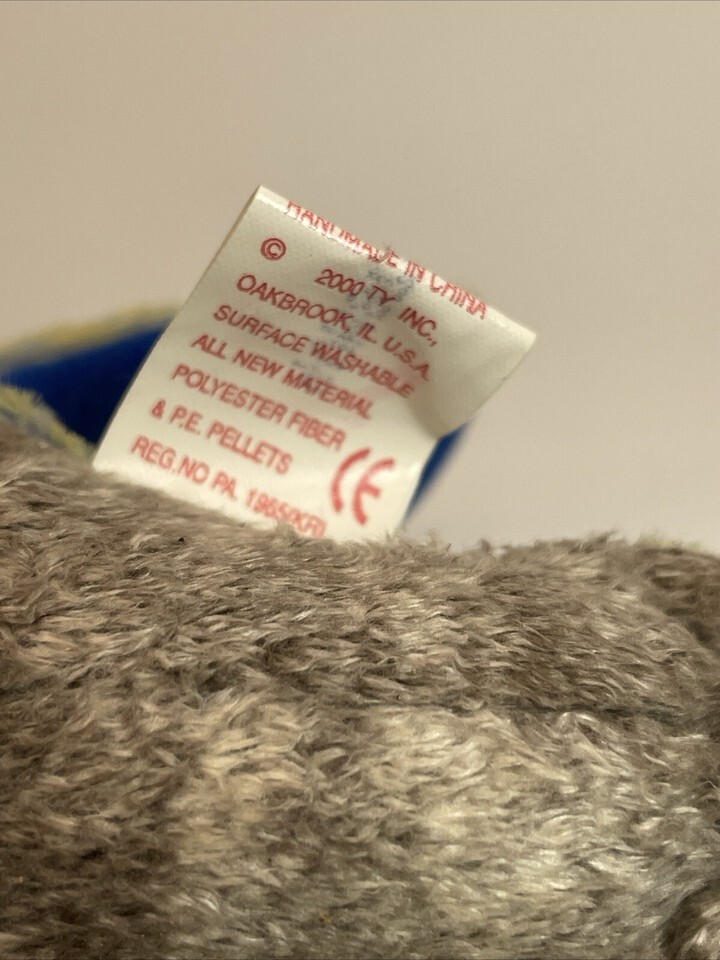 HANDMADE IN CHINA
© 2000 TY INC.,
OAKBROOK, IL U.S.A.
SURFACE WASHABLE
ALL NEW MATERIAL
POLYESTER FIBER
& P.E. PELLETS
REG.NO PA. 1965(KR)
CE